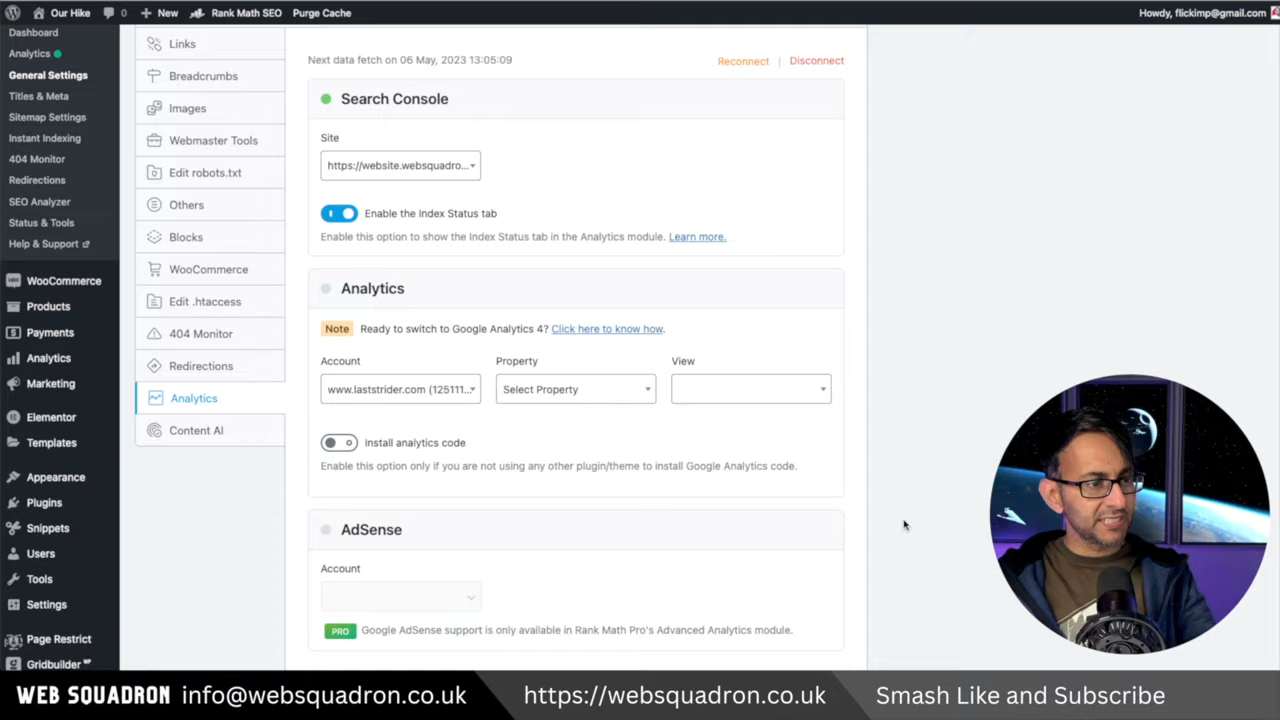 Our Hike
0
New
Rank Math SEO
Purge Cache
Howdy, flickimp@gmail.com
Dashboard
Analytics
General Settings
Titles & Meta
Sitemap Settings
Instant Indexing
404 Monitor
Redirections
SEO Analyzer
Status & Tools
Help & Support
WooCommerce
Products
Payments
Analytics
Marketing
Elementor
Templates
Appearance
Plugins
Snippets
Users
Tools
Settings
Page Restrict
Gridbuilder WP
Links
Breadcrumbs
Images
Webmaster Tools
Edit robots.txt
Others
Blocks
WooCommerce
Edit .htaccess
404 Monitor
Redirections
Analytics
Content AI
Next data fetch on 06 May, 2023 13:05:09
Reconnect | Disconnect
Search Console
Site
https://website.websquadro...
Enable the Index Status tab
Enable this option to show the Index Status tab in the Analytics module. Learn more.
Analytics
Note Ready to switch to Google Analytics 4? Click here to know how.
Account Property View
www.laststrider.com (125111... Select Property
Install analytics code
Enable this option only if you are not using any other plugin/theme to install Google Analytics code.
AdSense
Account
PRO Google AdSense support is only available in Rank Math Pro's Advanced Analytics module.
WEB SQUADRON info@websquadron.co.uk https://websquadron.co.uk Smash Like and Subscribe